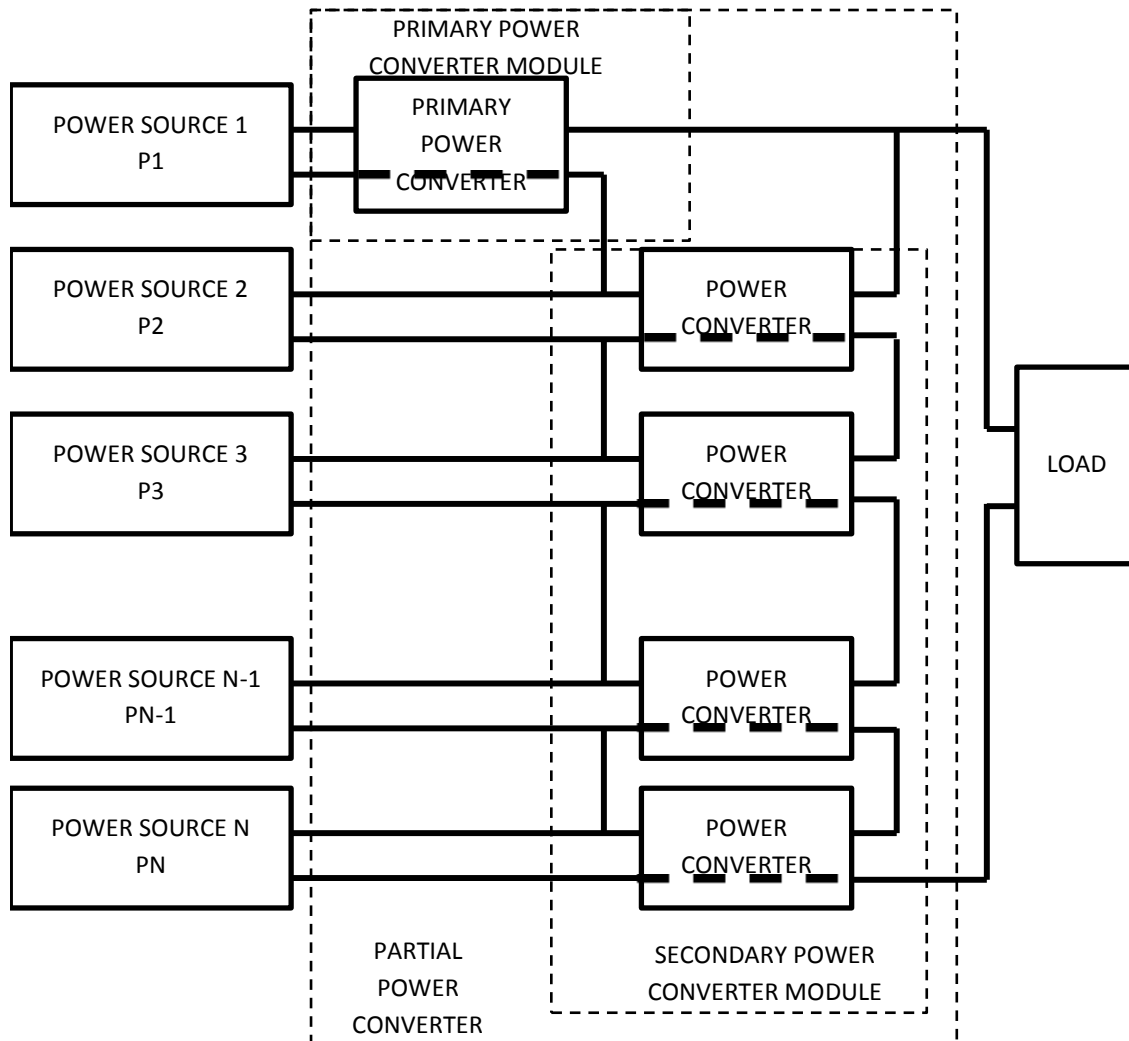 PRIMARY POWER
CONVERTER MODULE
POWER SOURCE 1
P1
PRIMARY
POWER
CONVERTER
POWER SOURCE 2
P2
POWER
CONVERTER
POWER SOURCE 3
P3
POWER
CONVERTER
LOAD
POWER SOURCE N-1
PN-1
POWER
CONVERTER
POWER SOURCE N
PN
POWER
CONVERTER
PARTIAL
POWER
CONVERTER
SECONDARY POWER
CONVERTER MODULE